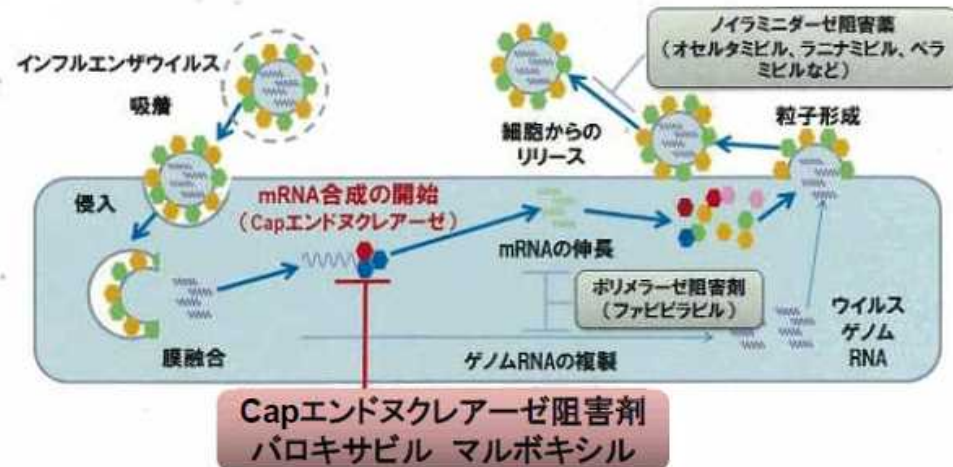 ノイラミニダーゼ阻害薬
（オセルタミビル、ラニナミビル、ペラ
ミビルなど）
インフルエンザウイルス
吸着
細胞からの
リリース
粒子形成
侵入
mRNA合成の開始
（Capエンドヌクレアーゼ）
mRNAの伸長
ポリメラーゼ阻害剤
（ファビピラビル）
ウイルス
ゲノム
RNA
膜融合
ゲノムRNAの複製
Capエンドヌクレアーゼ阻害剤
バロキサビル マルボキシル